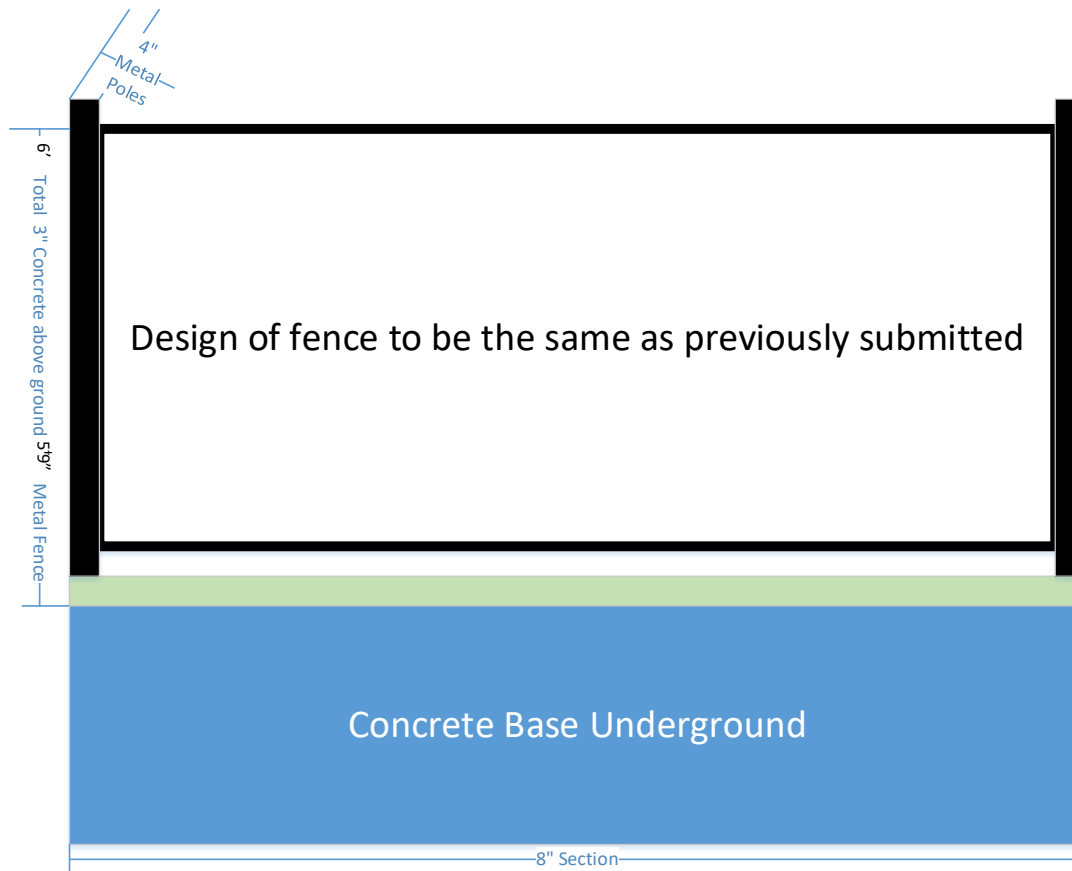 4"
Metal
Poles
6' Total 3" Concrete above ground 5'9" Metal Fence
Design of fence to be the same as previously submitted
Concrete Base Underground
8" Section